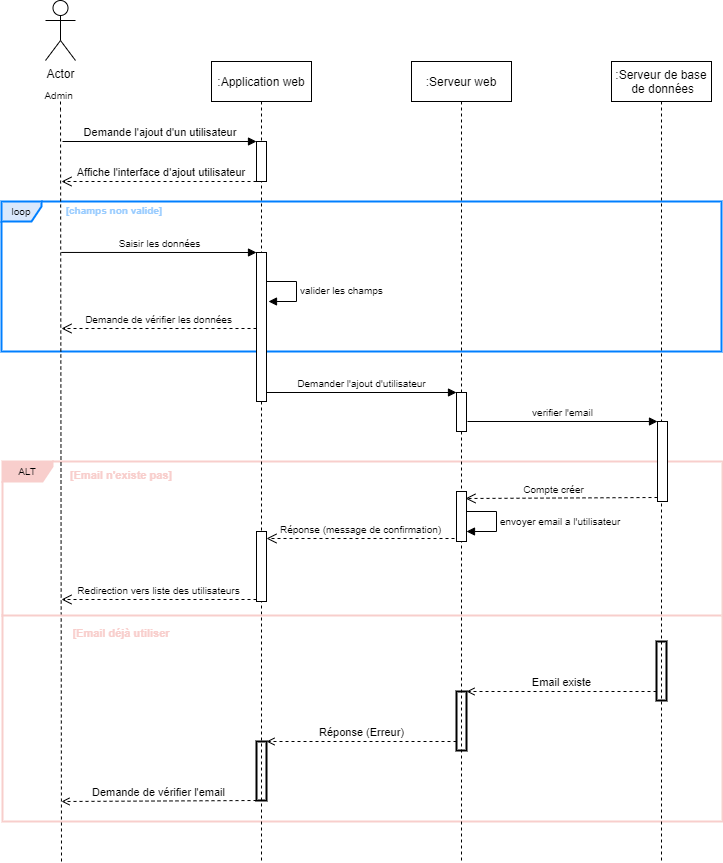 Actor
Admin
:Application web
:Serveur web
:Serveur de base
de données
Demande l'ajout d'un utilisateur
Affiche l'interface d'ajout utilisateur
loop
[champs non valide]
Saisir les données
valider les champs
Demande de vérifier les données
Demander l'ajout d'utilisateur
verifier l'email
ALT
[Email n'existe pas]
Compte créer
envoyer email a l'utilisateur
Réponse (message de confirmation)
Redirection vers liste des utilisateurs
[Email déjà utiliser
Email existe
Réponse (Erreur)
Demande de vérifier l'email